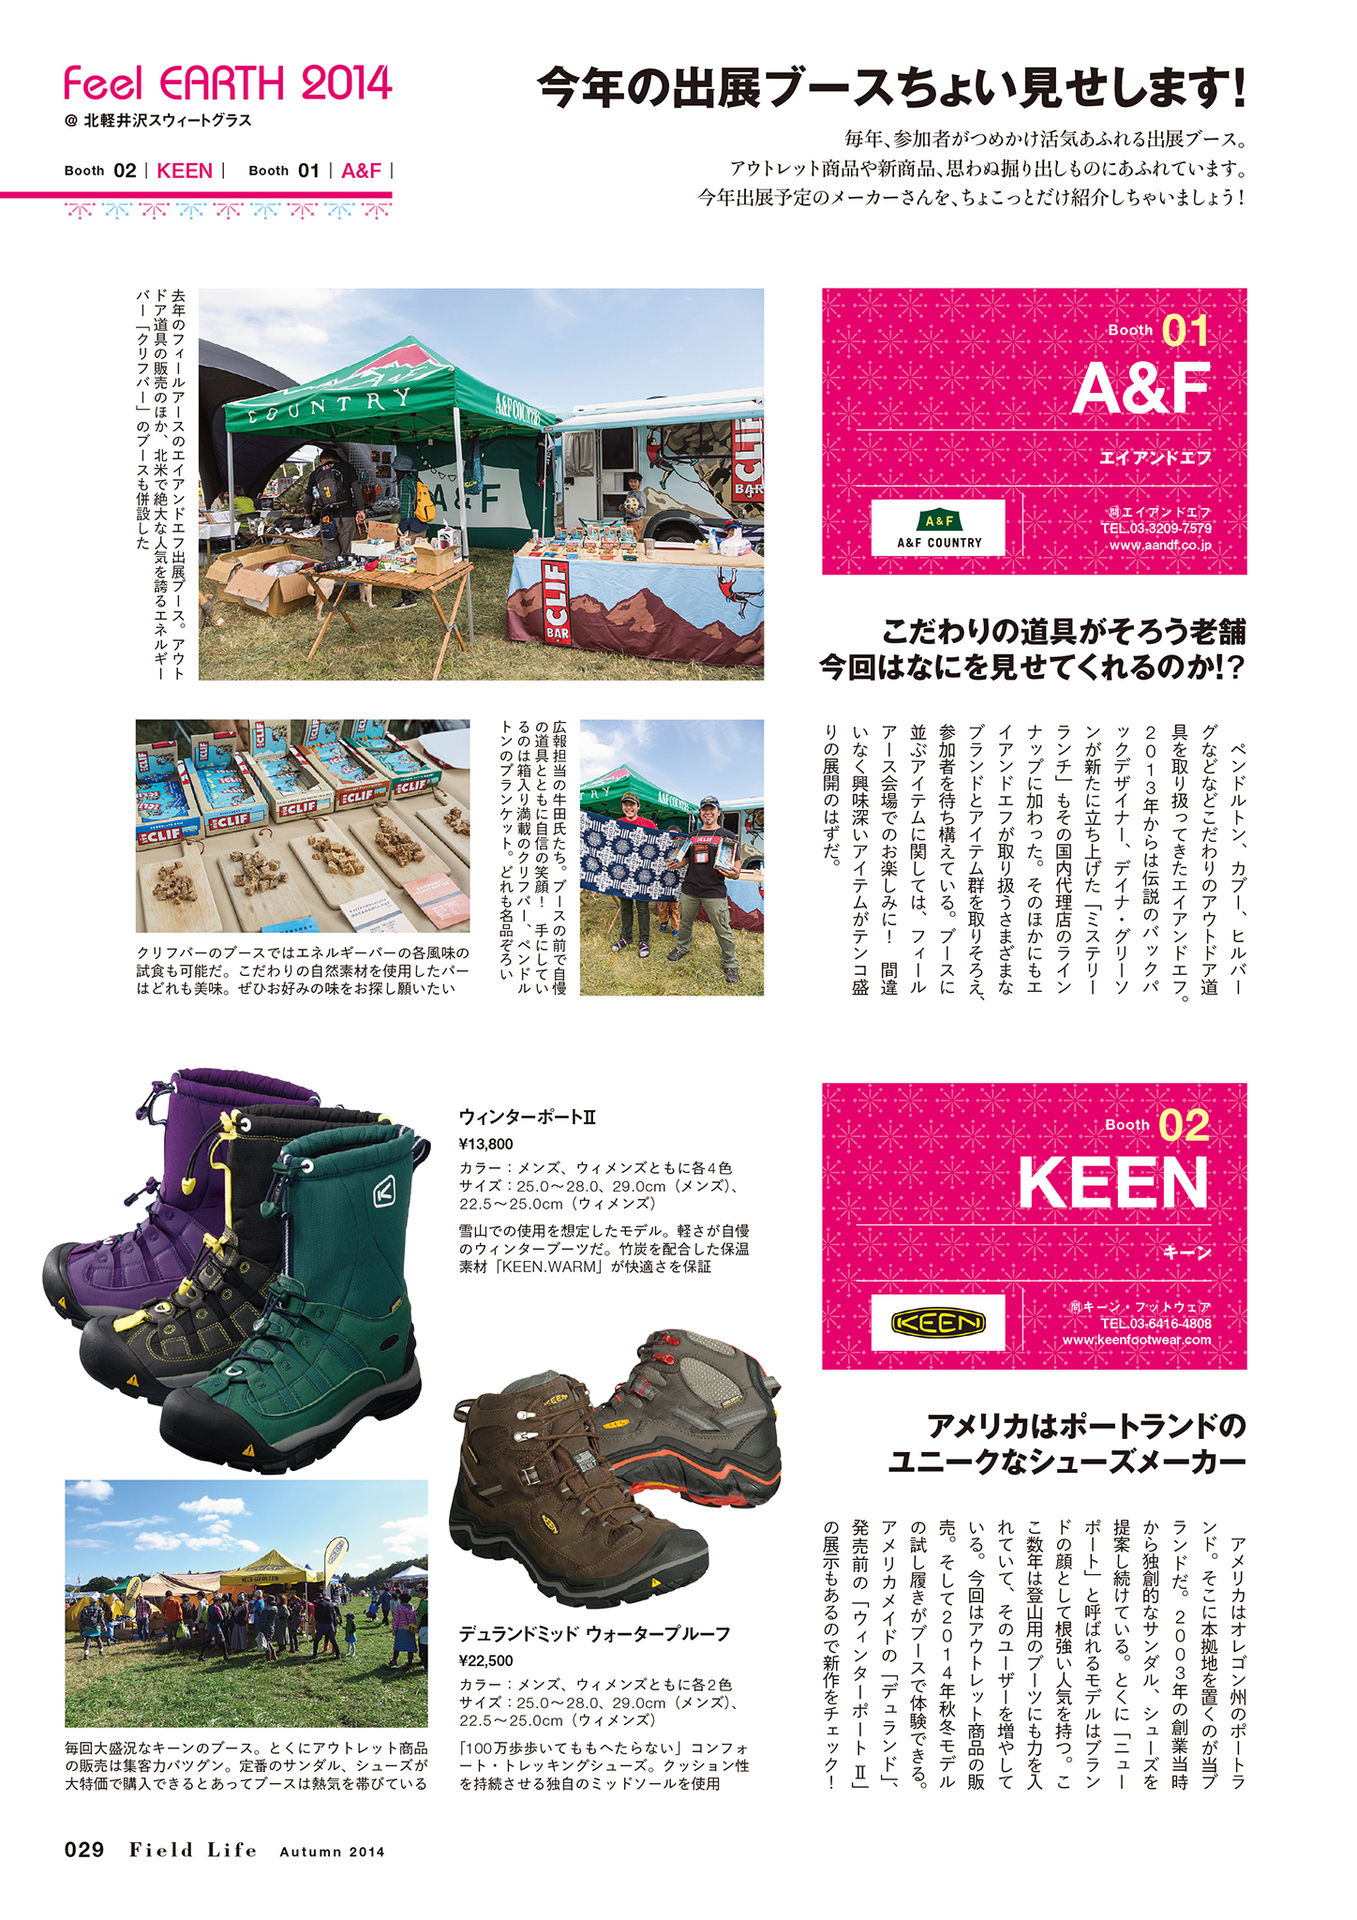 Feel EARTH 2014
@ 北軽井沢スウィートグラス
Booth 02 | KEEN | Booth 01 | A&F |
今年の出展ブースちょい見せします!
毎年、参加者がつめかけ活気あふれる出展ブース。
アウトレット商品や新商品、思わぬ掘り出しものにあふれています。
今年出展予定のメーカーさんを、ちょこっとだけ紹介しちゃいましょう!
Booth 01
A&F
エイアンドエフ
A&F
A&F COUNTRY
問エイアンドエフ
TEL.03-3209-7579
www.aandf.co.jp
こだわりの道具がそろう老舗
今回はなにを見せてくれるのか!?
ペンドルトン、カブー、ヒルバー
グなどなどこだわりのアウトドア道
具を取り扱ってきたエイアンドエフ。
2013年からは伝説のバックパ
ックデザイナー、デイナ・グリーソ
ンが新たに立ち上げた「ミステリー
ランチ」もその国内代理店のライン
ナップに加わった。そのほかにもエ
イアンドエフが取り扱うさまざまな
ブランドとアイテム群を取りそろえ、
参加者を待ち構えている。ブースに
並ぶアイテムに関しては、フィール
アース会場でのお楽しみに! 間違
いなく興味深いアイテムがテンコ盛
りの展開のはずだ。
COUNTRY
A&F COUNTRY
A&F
CLIF
BAR
CLIF
BAR
去年のフィールアースのエイアンドエフ出展ブース。アウト
ドア道具の販売のほか、北米で絶大な人気を誇るエネルギー
バー「クリフバー」のブースも併設した
広報担当の牛田氏たち。ブースの前で自慢
の道具とともに自信の笑顔! 手にしてい
るのは箱入り満載のクリフバー、ペンドル
トンのブランケット。どれも名品ぞろい
CLIF
CLIF
CLIF
CLIF
CLIF
クリフバーのブースではエネルギーバーの各風味の
試食も可能だ。こだわりの自然素材を使用したバー
はどれも美味。ぜひお好みの味をお探し願いたい
Booth 02
KEEN
キーン
KEEN
問キーン・フットウェア
TEL.03-6416-4808
www.keenfootwear.com
アメリカはポートランドの
ユニークなシューズメーカー
アメリカはオレゴン州のポートラ
ンド。そこに本拠地を置くのが当ブ
ランドだ。2003年の創業当時
から独創的なサンダル、シューズを
提案し続けている。とくに「ニュー
ポート」と呼ばれるモデルはブラン
ドの顔として根強い人気を持つ。こ
こ数年は登山用のブーツにも力を入
れていて、そのユーザーを増やして
いる。今回はアウトレット商品の販
売。そして2014年秋冬モデル
の試し履きがブースで体験できる。
アメリカメイドの「デュランド」、
発売前の「ウィンターポートⅡ」
の展示もあるので新作をチェック!
ウィンターポートⅡ
¥13,800
カラー：メンズ、ウィメンズともに各4色
サイズ：25.0～28.0、29.0cm（メンズ）、
22.5～25.0cm（ウィメンズ）
雪山での使用を想定したモデル。軽さが自慢
のウィンターブーツだ。竹炭を配合した保温
素材「KEEN.WARM」が快適さを保証
KEEN
KEEN
デュランドミッド ウォータープルーフ
¥22,500
カラー：メンズ、ウィメンズともに各2色
サイズ：25.0～28.0、29.0cm（メンズ）、
22.5～25.0cm（ウィメンズ）
「100万歩歩いてもへたらない」コンフォ
ート・トレッキングシューズ。クッション性
を持続させる独自のミッドソールを使用
毎回大盛況なキーンのブース。とくにアウトレット商品
の販売は集客力バツグン。定番のサンダル、シューズが
大特価で購入できるとあってブースは熱気を帯びている
029 Field Life Autumn 2014